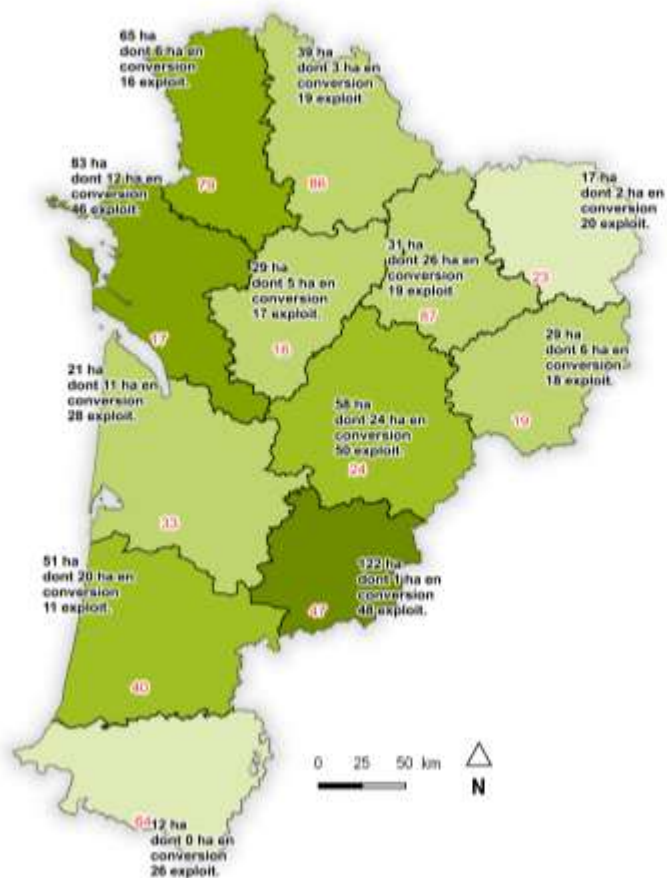 65 ha
dont 6 ha en
conversion
16 exploit.
79
39 ha
dont 3 ha en
conversion
19 exploit.
86
83 ha
dont 12 ha en
conversion
46 exploit.
17
29 ha
dont 5 ha en
conversion
17 exploit.
16
31 ha
dont 26 ha en
conversion
19 exploit.
87
17 ha
dont 2 ha en
conversion
20 exploit.
23
29 ha
dont 6 ha en
conversion
18 exploit.
19
21 ha
dont 11 ha en
conversion
28 exploit.
33
58 ha
dont 24 ha en
conversion
50 exploit.
24
51 ha
dont 20 ha en
conversion
11 exploit.
40
122 ha
dont 1 ha en
conversion
48 exploit.
47
64
12 ha
dont 0 ha en
conversion
26 exploit.
0 25 50 km
N